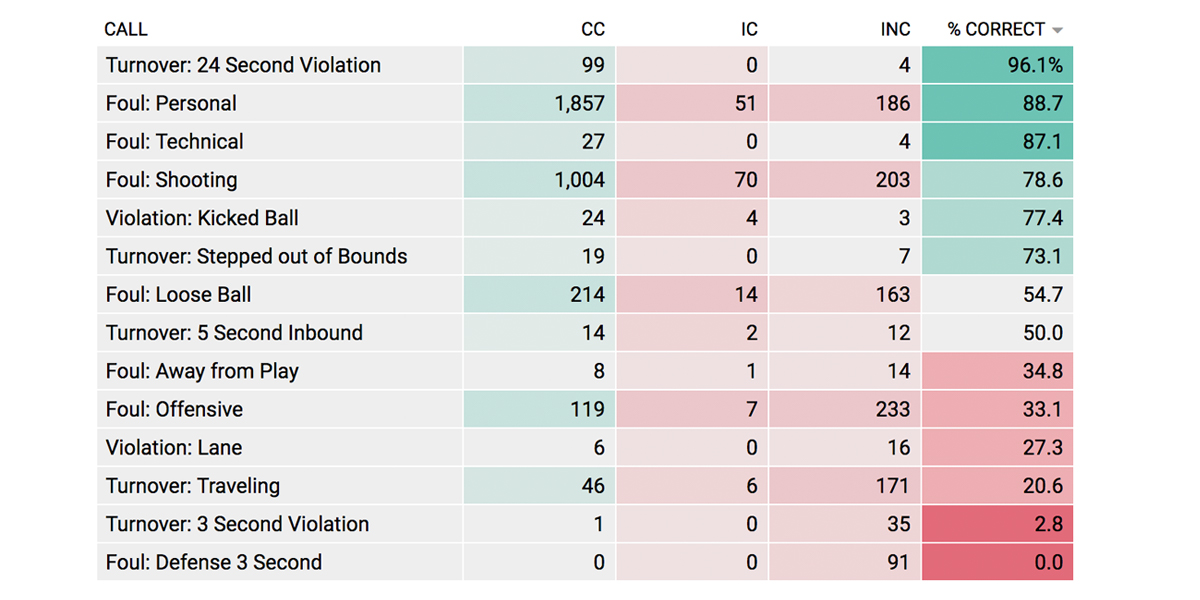 CALL CC IC INC % CORRECT
Turnover: 24 Second Violation 99 0 4 96.1%
Foul: Personal 1,857 51 186 88.7
Foul: Technical 27 0 4 87.1
Foul: Shooting 1,004 70 203 78.6
Violation: Kicked Ball 24 4 3 77.4
Turnover: Stepped out of Bounds 19 0 7 73.1
Foul: Loose Ball 214 14 163 54.7
Turnover: 5 Second Inbound 14 2 12 50.0
Foul: Away from Play 8 1 14 34.8
Foul: Offensive 119 7 233 33.1
Violation: Lane 6 0 16 27.3
Turnover: Traveling 46 6 171 20.6
Turnover: 3 Second Violation 1 0 35 2.8
Foul: Defense 3 Second 0 0 91 0.0